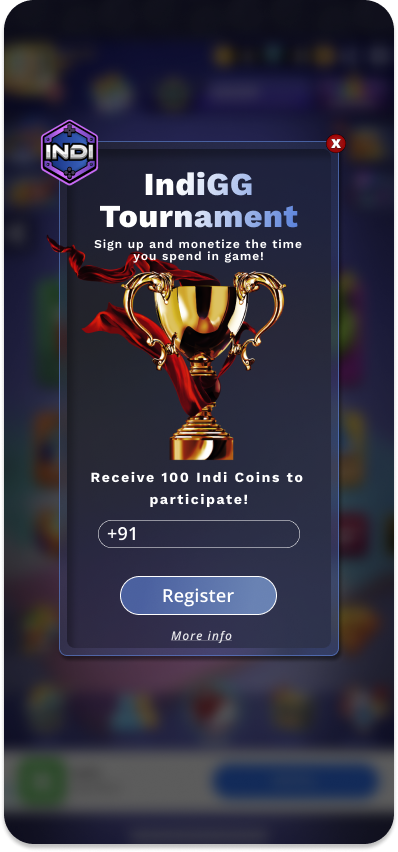 INDI
X
IndiGG
Tournament
Sign up and monetize the time
you spend in game!
Receive 100 Indi Coins to
participate!
+91
Register
More info